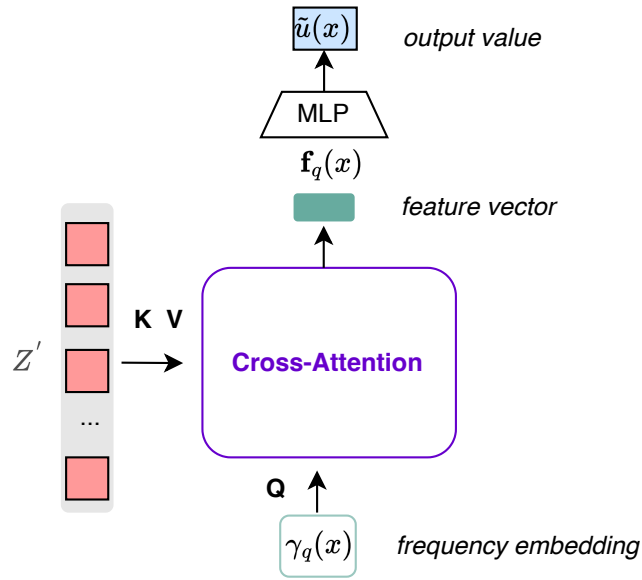 ũ(x) output value
MLP
f_q(x)
feature vector
K V
Z′
Cross-Attention
...
Q
γ_q(x) frequency embedding